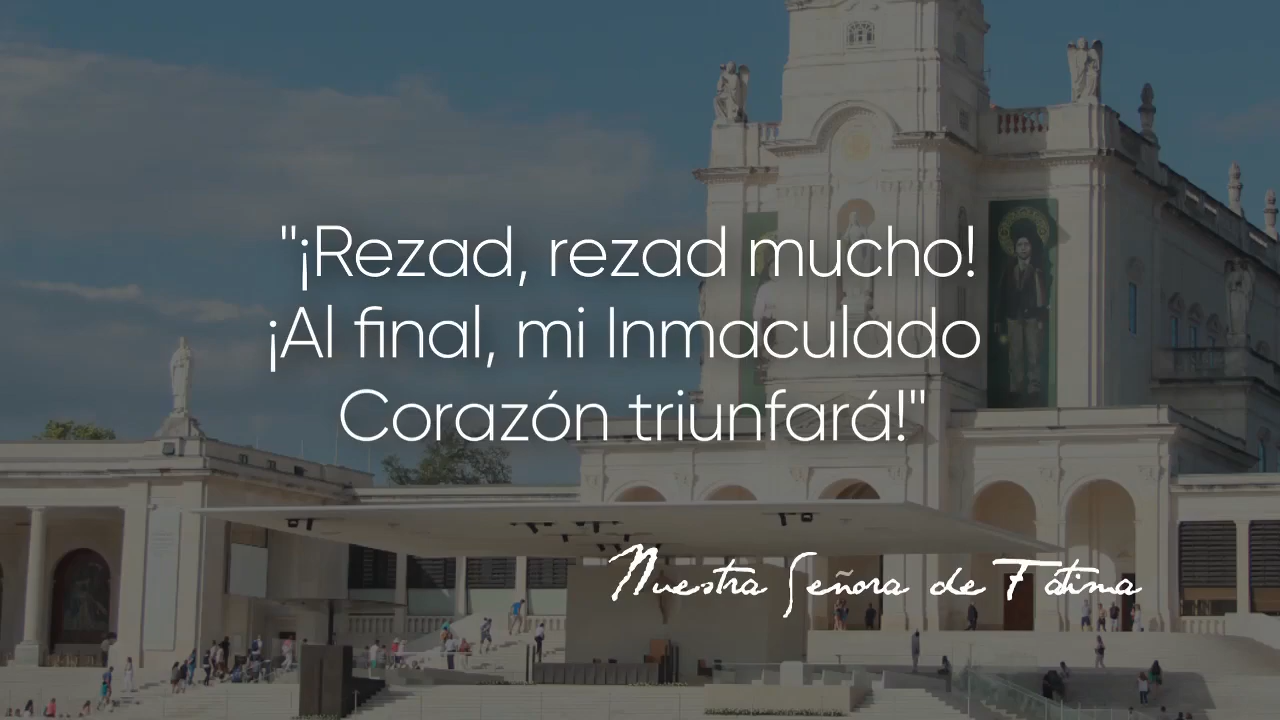 "¡Rezad, rezad mucho!
¡Al final, mi Inmaculado
Corazón triunfará!"
Nuestra Señora de Fátima